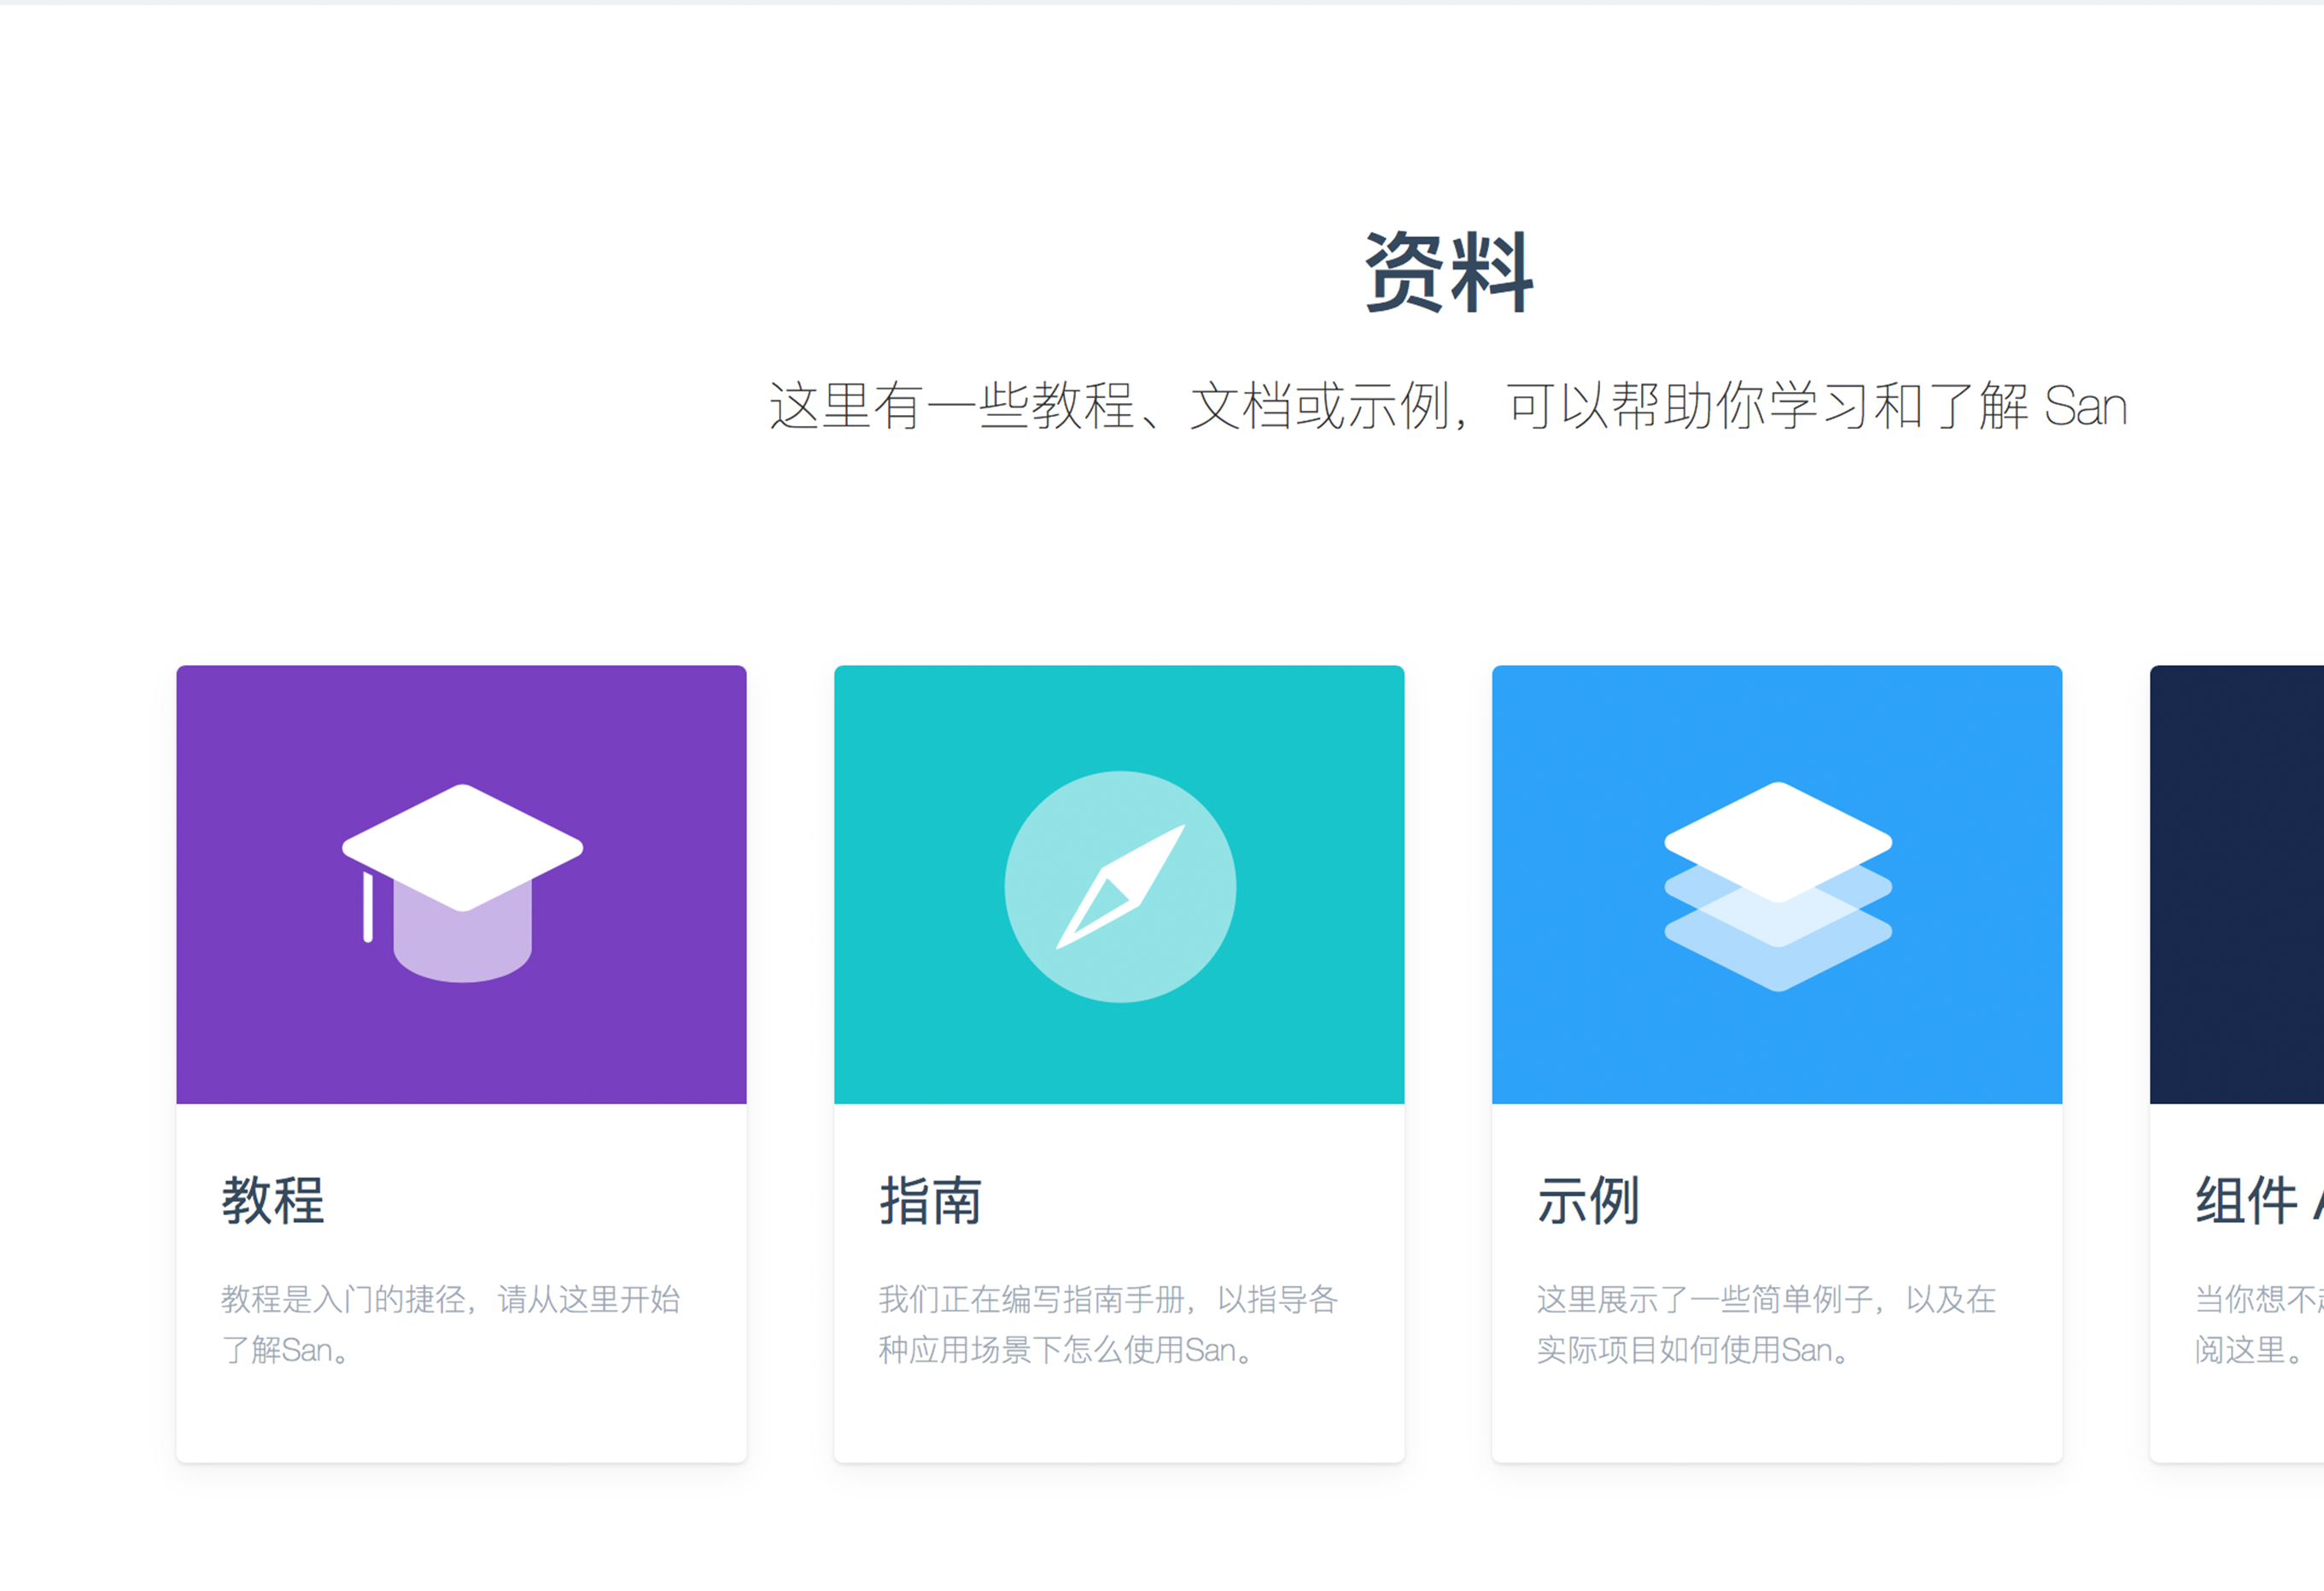 资料
这里有一些教程、文档或示例，可以帮助你学习和了解 San
教程
教程是入门的捷径，请从这里开始
了解San。
指南
我们正在编写指南手册，以指导各
种应用场景下怎么使用San。
示例
这里展示了一些简单例子，以及在
实际项目如何使用San。
组件
当你想不
阅这里。